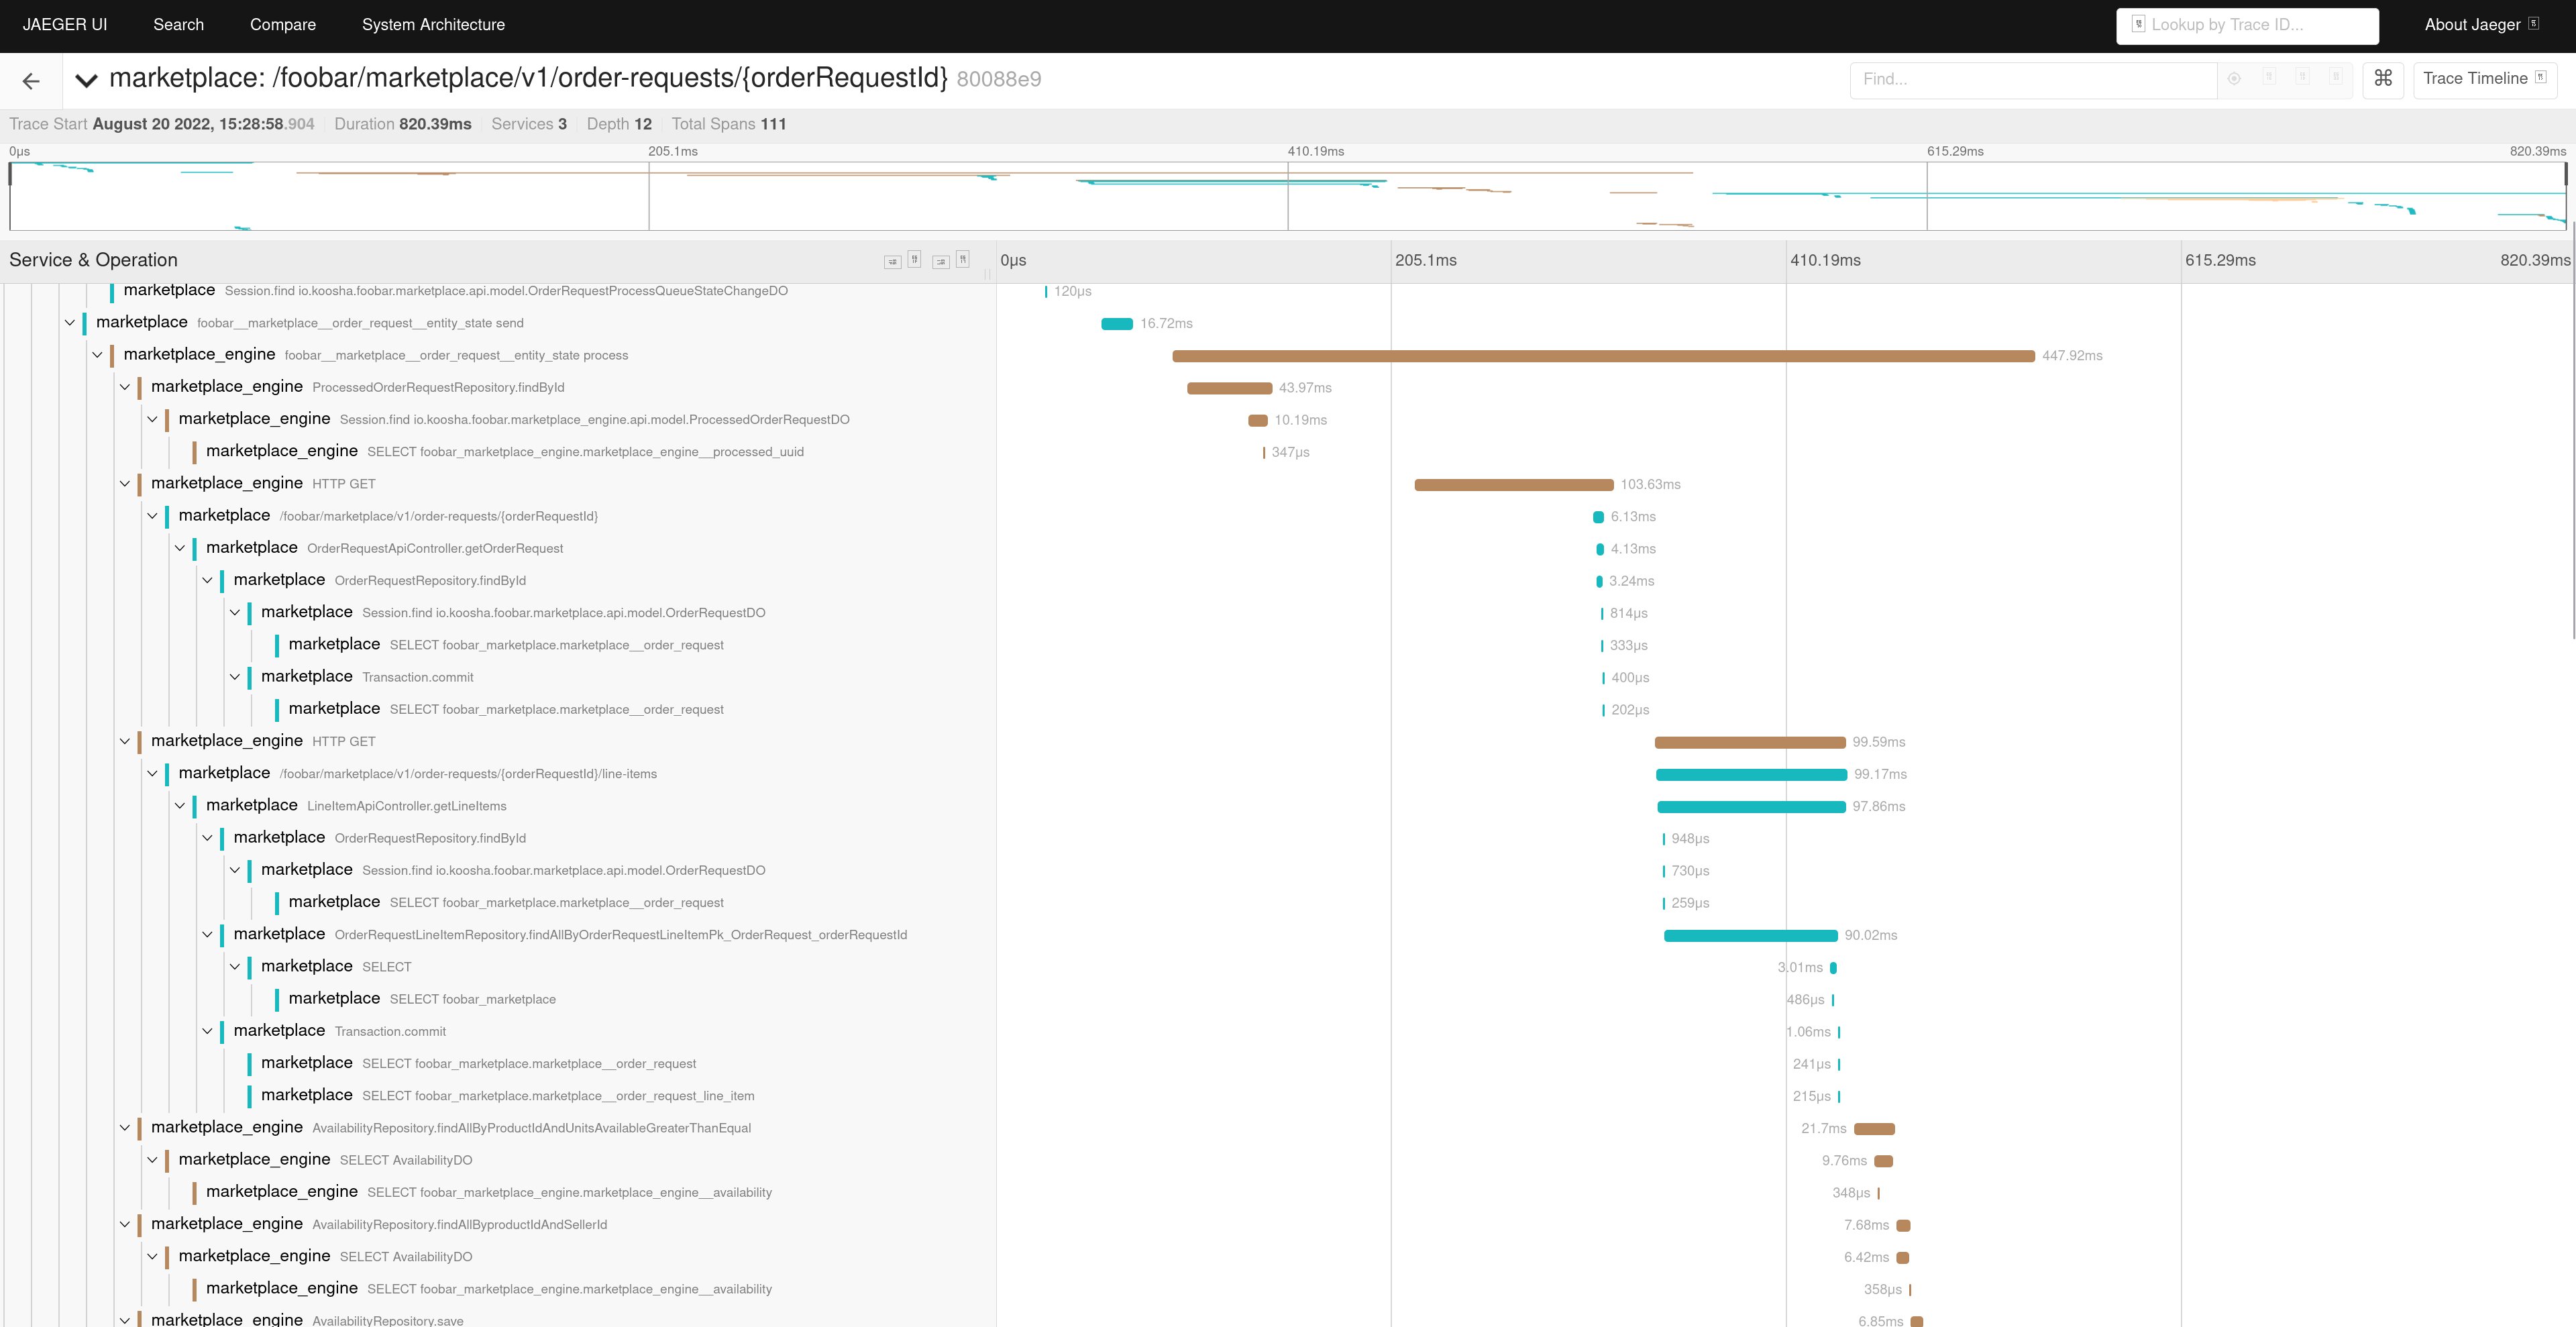 JAEGER UI Search Compare System Architecture Lookup by Trace ID... About Jaeger
marketplace: /foobar/marketplace/v1/order-requests/{orderRequestId} 80088e9 Find... ⌘ Trace Timeline
Trace Start August 20 2022, 15:28:58.904 Duration 820.39ms Services 3 Depth 12 Total Spans 111
0μs 205.1ms 410.19ms 615.29ms 820.39ms
Service & Operation 0μs 205.1ms 410.19ms 615.29ms 820.39ms
marketplace Session.find io.koosha.foobar.marketplace.api.model.OrderRequestProcessQueueStateChangeDO 120μs
marketplace foobar__marketplace__order_request__entity_state send 16.72ms
marketplace_engine foobar__marketplace__order_request__entity_state process 447.92ms
marketplace_engine ProcessedOrderRequestRepository.findById 43.97ms
marketplace_engine Session.find io.koosha.foobar.marketplace_engine.api.model.ProcessedOrderRequestDO 10.19ms
marketplace_engine SELECT foobar_marketplace_engine.marketplace_engine__processed_uuid 347μs
marketplace_engine HTTP GET 103.63ms
marketplace /foobar/marketplace/v1/order-requests/{orderRequestId} 6.13ms
marketplace OrderRequestApiController.getOrderRequest 4.13ms
marketplace OrderRequestRepository.findById 3.24ms
marketplace Session.find io.koosha.foobar.marketplace.api.model.OrderRequestDO 814μs
marketplace SELECT foobar_marketplace.marketplace__order_request 333μs
marketplace Transaction.commit 400μs
marketplace SELECT foobar_marketplace.marketplace__order_request 202μs
marketplace_engine HTTP GET 99.59ms
marketplace /foobar/marketplace/v1/order-requests/{orderRequestId}/line-items 99.17ms
marketplace LineItemApiController.getLineItems 97.86ms
marketplace OrderRequestRepository.findById 948μs
marketplace Session.find io.koosha.foobar.marketplace.api.model.OrderRequestDO 730μs
marketplace SELECT foobar_marketplace.marketplace__order_request 259μs
marketplace OrderRequestLineItemRepository.findAllByOrderRequestLineItemPk_OrderRequest_orderRequestId 90.02ms
marketplace SELECT 3.01ms
marketplace SELECT foobar_marketplace 486μs
marketplace Transaction.commit 1.06ms
marketplace SELECT foobar_marketplace.marketplace__order_request 241μs
marketplace SELECT foobar_marketplace.marketplace__order_request_line_item 215μs
marketplace_engine AvailabilityRepository.findAllByProductIdAndUnitsAvailableGreaterThanEqual 21.7ms
marketplace_engine SELECT AvailabilityDO 9.76ms
marketplace_engine SELECT foobar_marketplace_engine.marketplace_engine__availability 348μs
marketplace_engine AvailabilityRepository.findAllByproductIdAndSellerId 7.68ms
marketplace_engine SELECT AvailabilityDO 6.42ms
marketplace_engine SELECT foobar_marketplace_engine.marketplace_engine__availability 358μs
marketplace_engine AvailabilityRepository.save 6.85ms